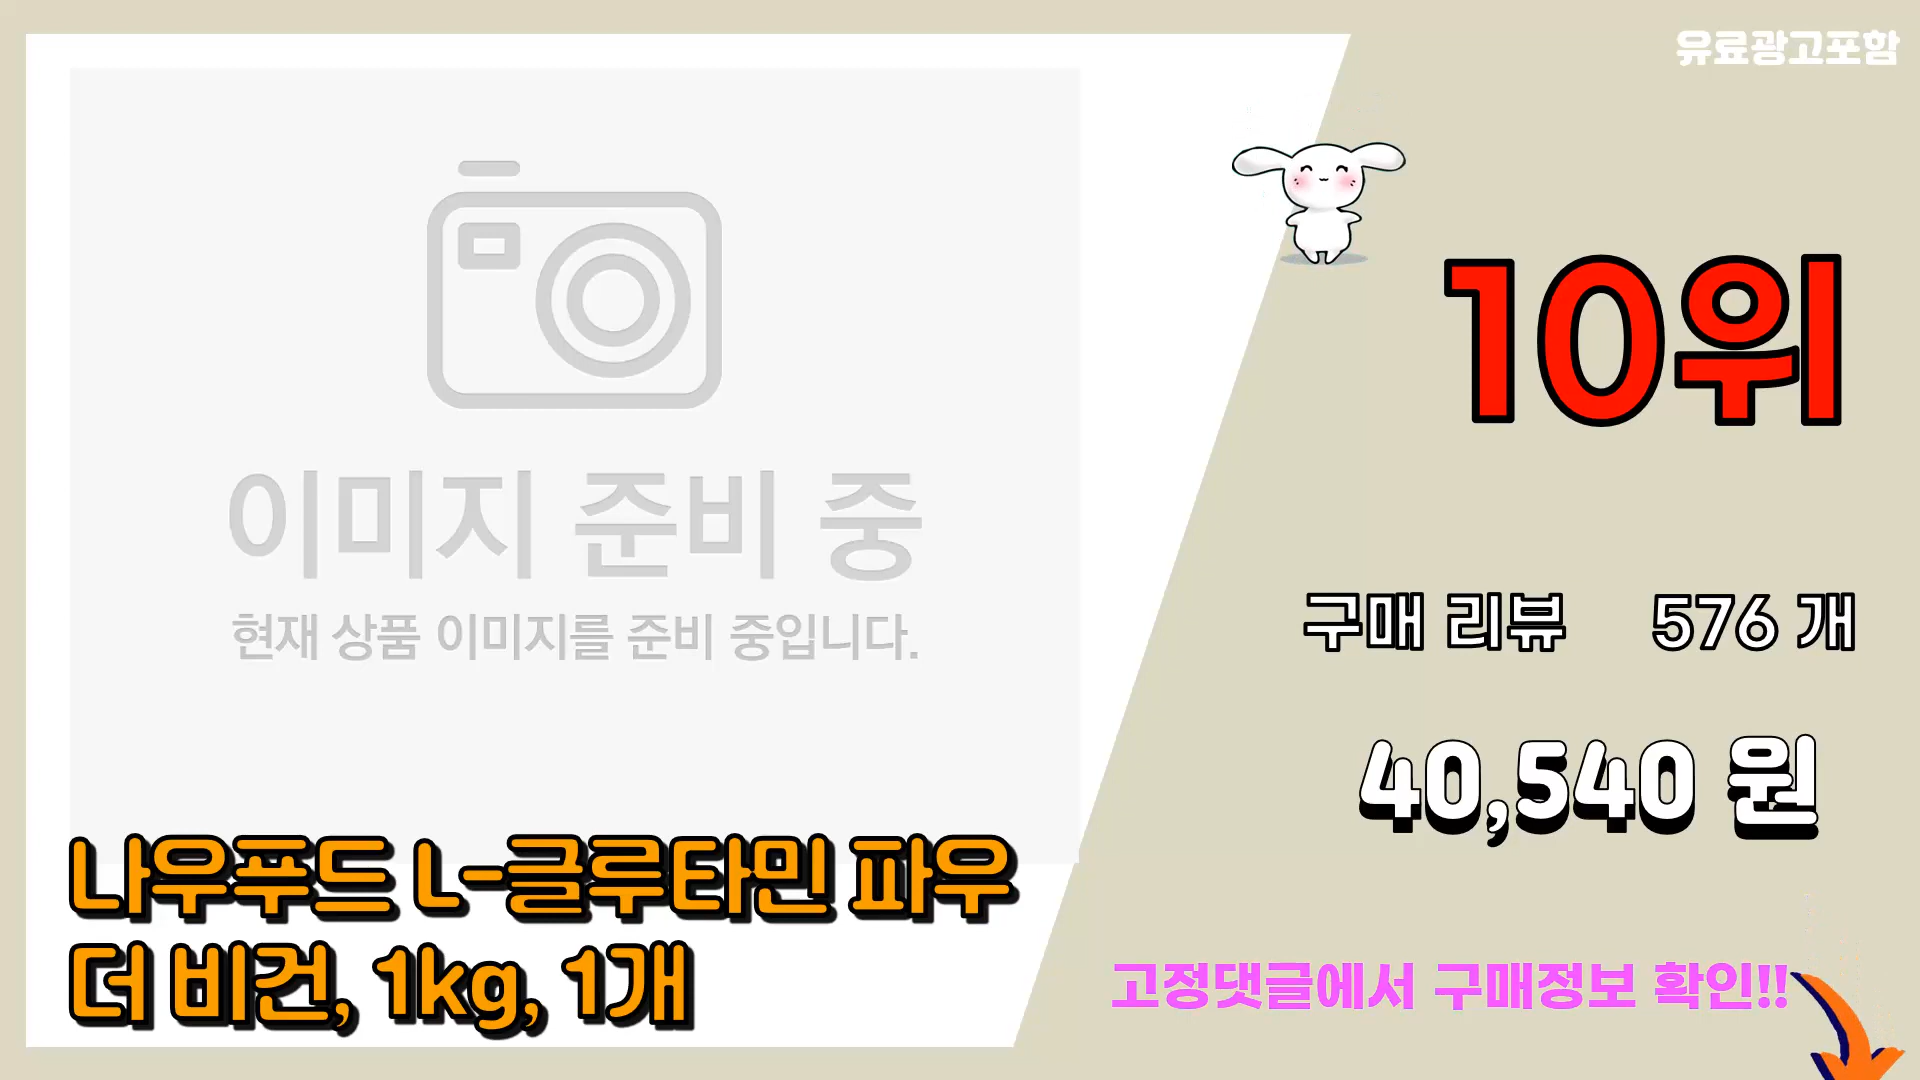 유료광고포함
이미지 준비 중
현재 상품 이미지를 준비 중입니다.
10위
구매 리뷰 576 개
40,540 원
나우푸드 L-글루타민 파우
더 비건, 1kg, 1개
고정댓글에서 구매정보 확인!!